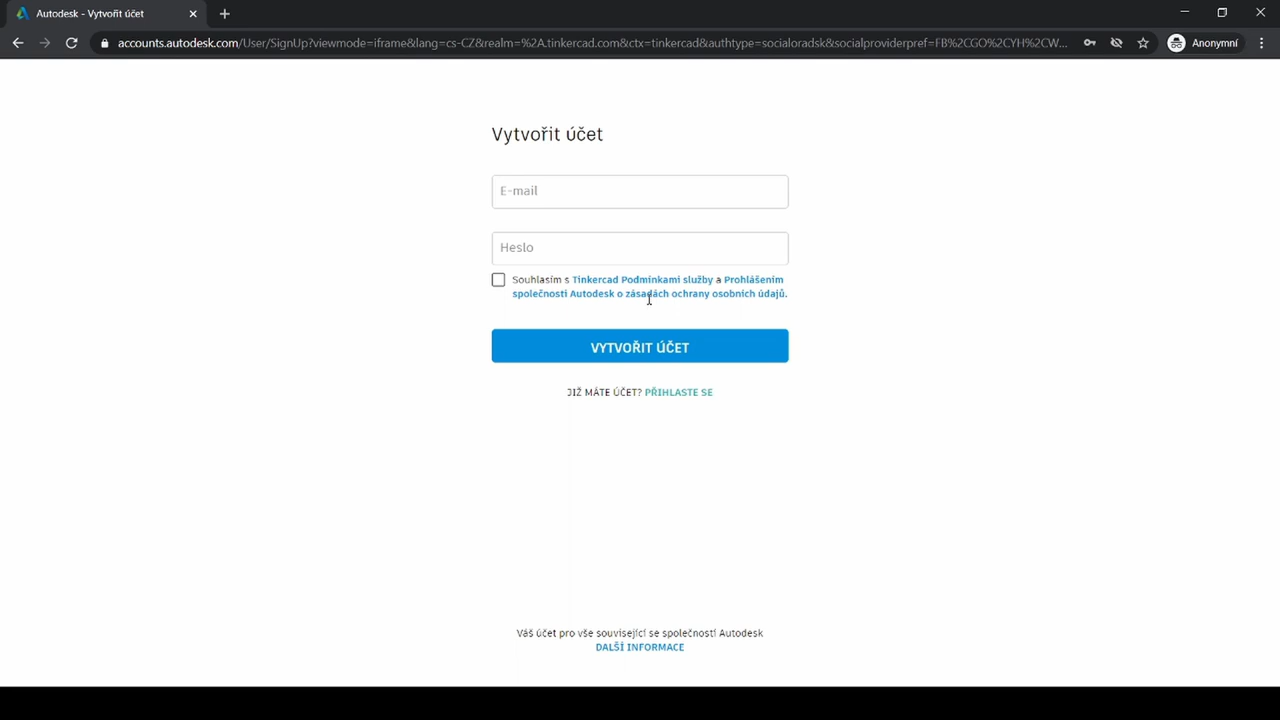 Autodesk - Vytvořit účet
accounts.autodesk.com/User/SignUp?viewmode=iframe&lang=cs-CZ&realm=%2A.tinkercad.com&ctx=tinkercad&authtype=socialoradsk&socialproviderpref=FB%2CGO%2CYH%2CW...
Anonymní
Vytvořit účet
E-mail
Heslo
Souhlasím s Tinkercad Podmínkami služby a Prohlášením
společnosti Autodesk o zásadách ochrany osobních údajů.
VYTVOŘIT ÚČET
JIŽ MÁTE ÚČET? PŘIHLASTE SE
Váš účet pro vše související se společností Autodesk
DALŠÍ INFORMACE